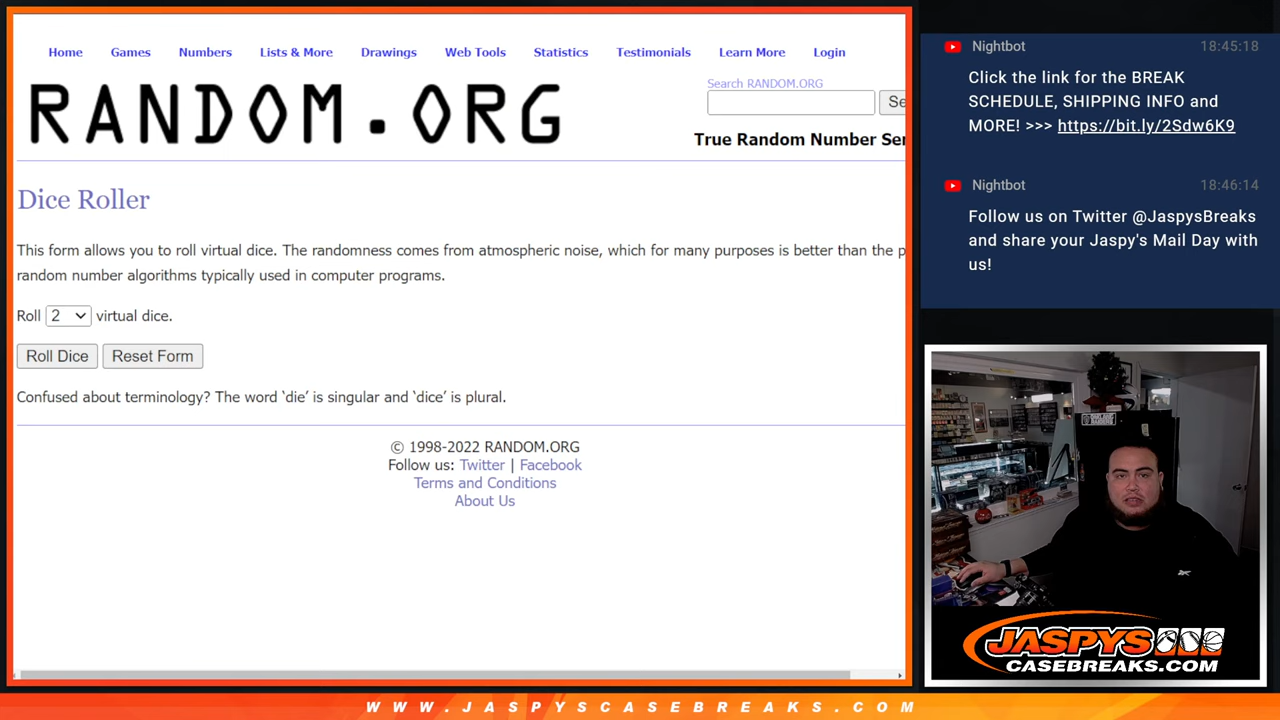 Home Games Numbers Lists & More Drawings Web Tools Statistics Testimonials Learn More Login
RANDOM.ORG
Search RANDOM.ORG
Se
True Random Number Ser
Dice Roller
This form allows you to roll virtual dice. The randomness comes from atmospheric noise, which for many purposes is better than the p
random number algorithms typically used in computer programs.
Roll 2 virtual dice.
Roll Dice Reset Form
Confused about terminology? The word ‘die’ is singular and ‘dice’ is plural.
© 1998-2022 RANDOM.ORG
Follow us: Twitter | Facebook
Terms and Conditions
About Us
Nightbot 18:45:18
Click the link for the BREAK
SCHEDULE, SHIPPING INFO and
MORE! >>> https://bit.ly/2Sdw6K9
Nightbot 18:46:14
Follow us on Twitter @JaspysBreaks
and share your Jaspy's Mail Day with
us!
JASPYS
CASEBREAKS.COM
WWW.JASPYSCASEBREAKS.COM